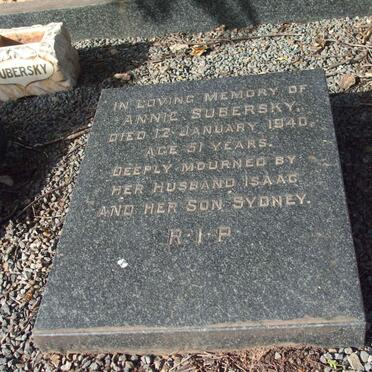 IN LOVING MEMORY OF
ANNIE SUBERSKY.
DIED 12 JANUARY 1940.
AGE 51 YEARS.
DEEPLY MOURNED BY
HER HUSBAND ISAAC
AND HER SON SYDNEY.
R·I·P
SUBERSKY